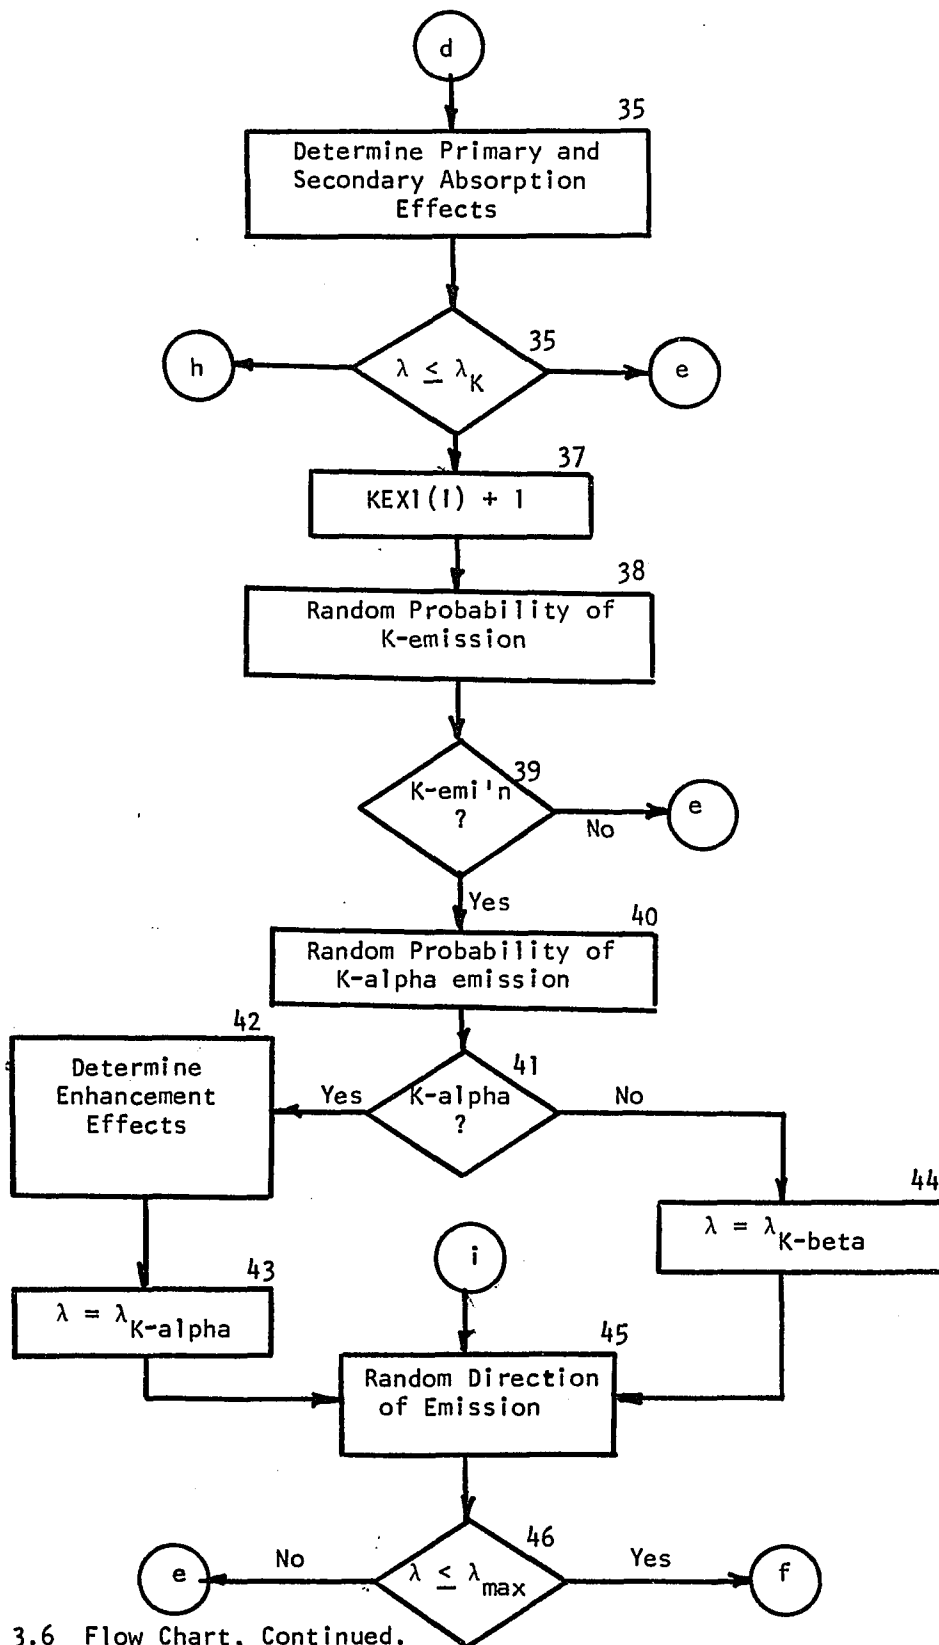 d
35
Determine Primary and
Secondary Absorption
Effects
35
h
λ ≤ λK
e
37
KEX1(I) + 1
38
Random Probability of
K-emission
39
K-emi'n
?
No
e
Yes
40
Random Probability of
K-alpha emission
42
41
Determine
Enhancement
Effects
Yes
K-alpha
?
No
44
λ = λK-beta
i
43
λ = λK-alpha
45
Random Direction
of Emission
46
e
No
λ ≤ λmax
Yes
f
3.6 Flow Chart, Continued.